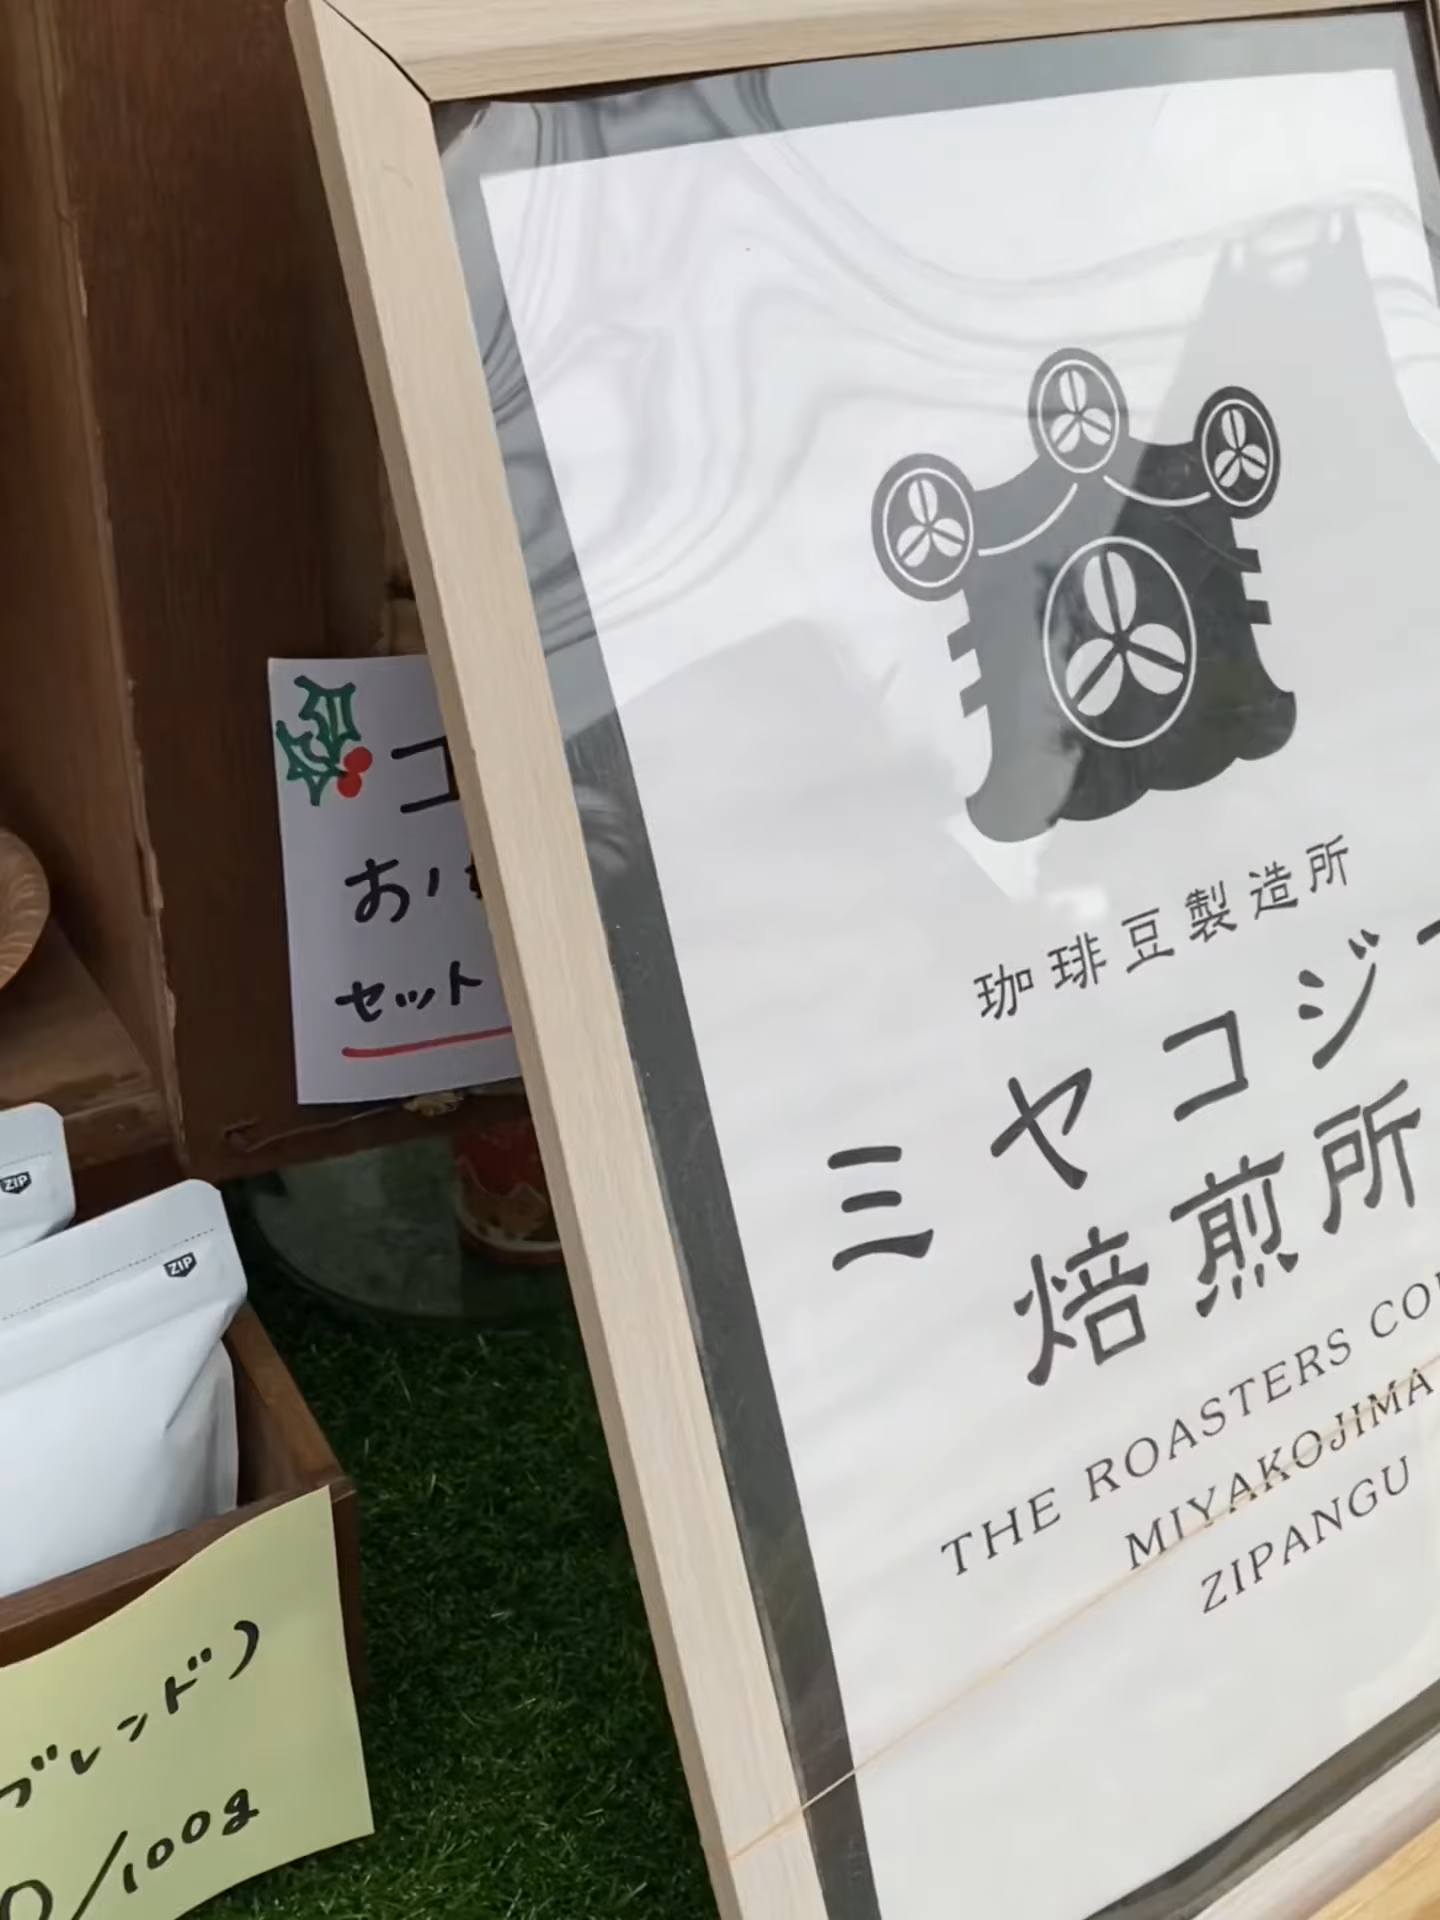 珈琲豆製造所
ミヤコジ
焙煎所
THE ROASTERS
MIYAKOJIMA
ZIPANGU
コ
お
セット
ZIP
ZIP
ブレンド)
0/100g